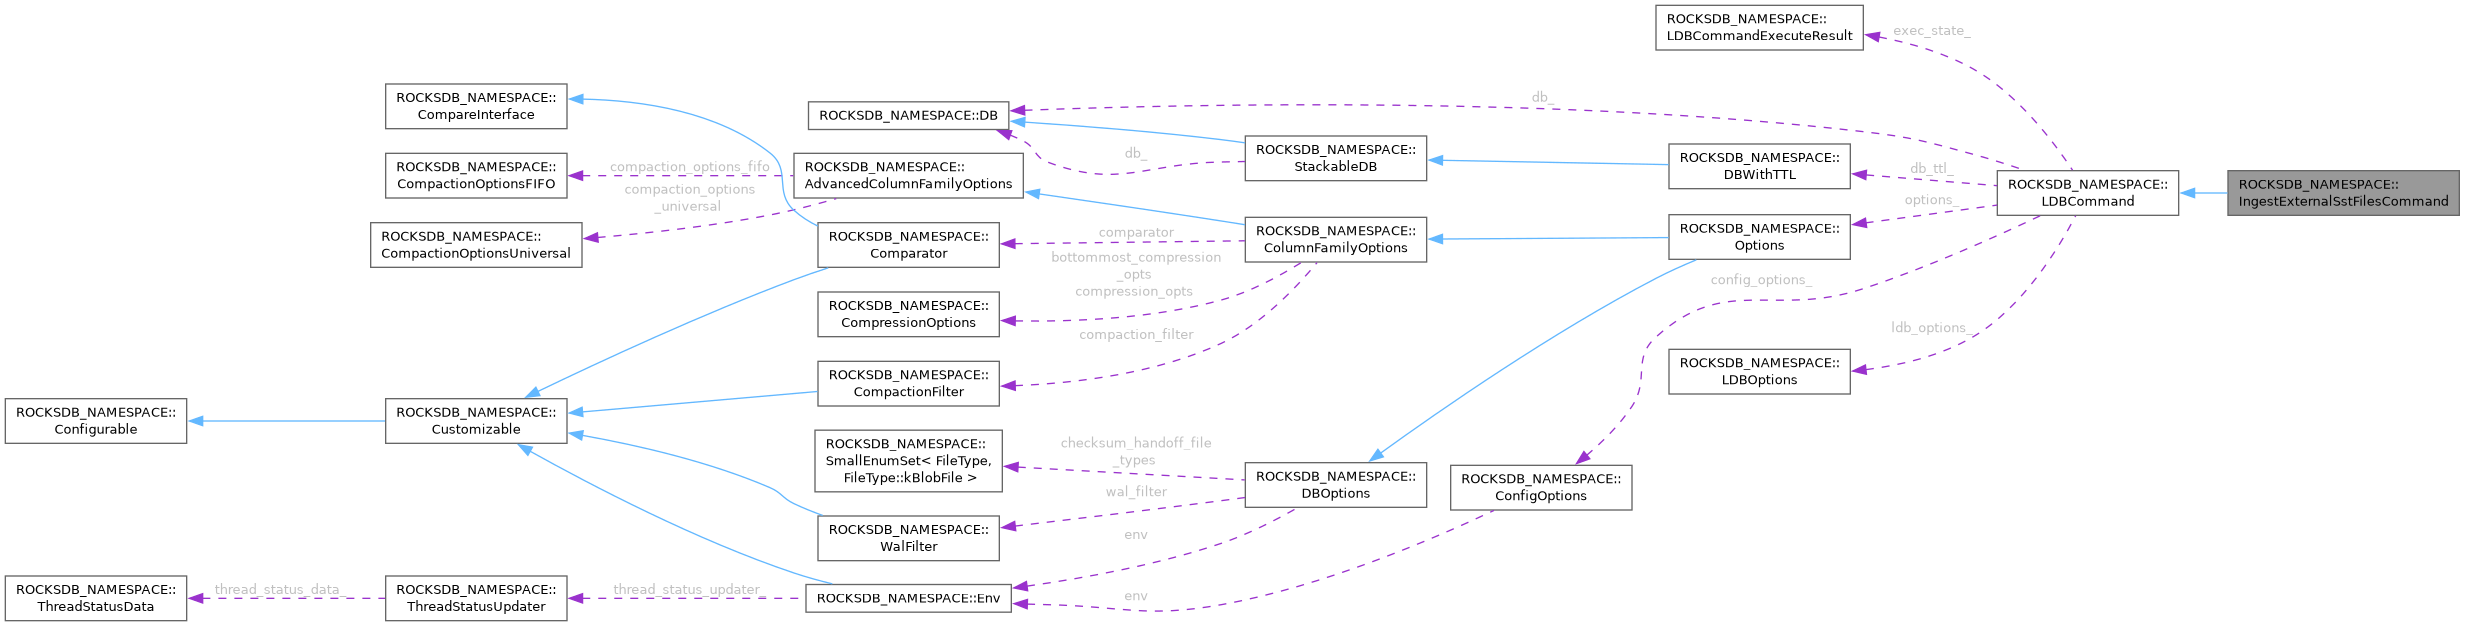 ROCKSDB_NAMESPACE::
LDBCommandExecuteResult
exec_state_
ROCKSDB_NAMESPACE::
CompareInterface
ROCKSDB_NAMESPACE::DB
db_
ROCKSDB_NAMESPACE::
CompactionOptionsFIFO
compaction_options_fifo
compaction_options
_universal
ROCKSDB_NAMESPACE::
AdvancedColumnFamilyOptions
db_
ROCKSDB_NAMESPACE::
StackableDB
ROCKSDB_NAMESPACE::
DBWithTTL
db_ttl_
options_
ROCKSDB_NAMESPACE::
LDBCommand
ROCKSDB_NAMESPACE::
IngestExternalSstFilesCommand
ROCKSDB_NAMESPACE::
CompactionOptionsUniversal
ROCKSDB_NAMESPACE::
Comparator
comparator
bottommost_compression
_opts
compression_opts
ROCKSDB_NAMESPACE::
ColumnFamilyOptions
ROCKSDB_NAMESPACE::
Options
config_options_
ROCKSDB_NAMESPACE::
CompressionOptions
compaction_filter
ldb_options_
ROCKSDB_NAMESPACE::
LDBOptions
ROCKSDB_NAMESPACE::
CompactionFilter
ROCKSDB_NAMESPACE::
Configurable
ROCKSDB_NAMESPACE::
Customizable
ROCKSDB_NAMESPACE::
SmallEnumSet< FileType,
FileType::kBlobFile >
checksum_handoff_file
_types
wal_filter
ROCKSDB_NAMESPACE::
DBOptions
ROCKSDB_NAMESPACE::
ConfigOptions
ROCKSDB_NAMESPACE::
WalFilter
env
ROCKSDB_NAMESPACE::
ThreadStatusData
thread_status_data_
ROCKSDB_NAMESPACE::
ThreadStatusUpdater
thread_status_updater_
ROCKSDB_NAMESPACE::Env
env